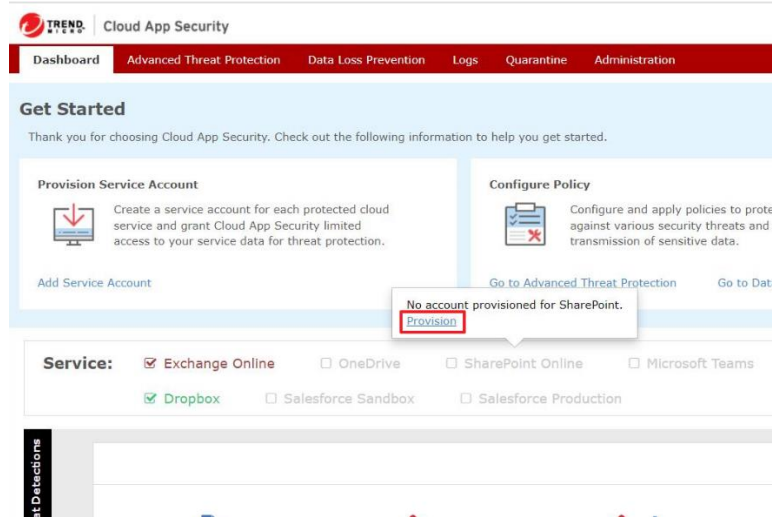 TREND MICRO Cloud App Security
Dashboard Advanced Threat Protection Data Loss Prevention Logs Quarantine Administration
Get Started
Thank you for choosing Cloud App Security. Check out the following information to help you get started.
Provision Service Account
Create a service account for each protected cloud
service and grant Cloud App Security limited
access to your service data for threat protection.
Add Service Account
Configure Policy
Configure and apply policies to prote
against various security threats and
transmission of sensitive data.
Go to Advanced Threat Protection Go to Dat
No account provisioned for SharePoint.
Provision
Service: Exchange Online OneDrive SharePoint Online Microsoft Teams
Dropbox Salesforce Sandbox Salesforce Production
Detections